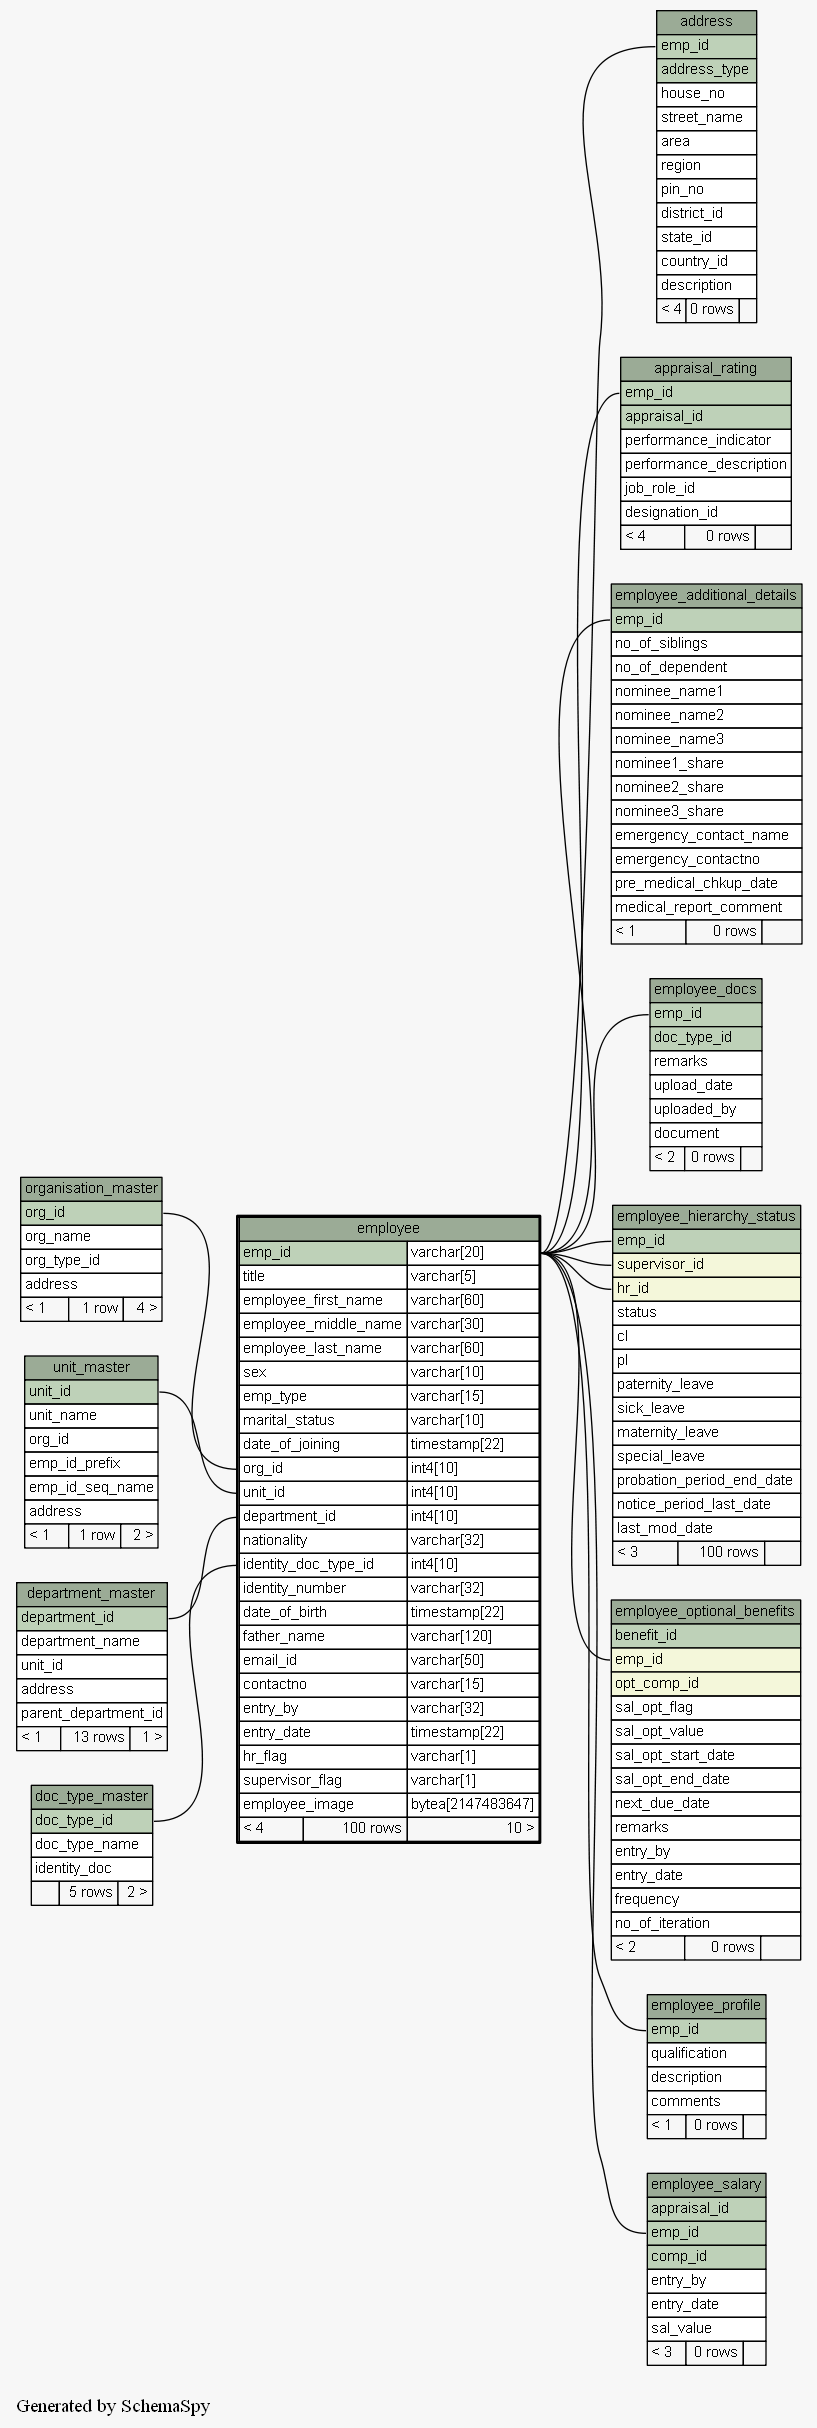 address
emp_id
address_type
house_no
street_name
area
region
pin_no
district_id
state_id
country_id
description
< 4 0 rows
appraisal_rating
emp_id
appraisal_id
performance_indicator
performance_description
job_role_id
designation_id
< 4 0 rows
employee_additional_details
emp_id
no_of_siblings
no_of_dependent
nominee_name1
nominee_name2
nominee_name3
nominee1_share
nominee2_share
nominee3_share
emergency_contact_name
emergency_contactno
pre_medical_chkup_date
medical_report_comment
< 1 0 rows
employee_docs
emp_id
doc_type_id
remarks
upload_date
uploaded_by
document
< 2 0 rows
organisation_master
org_id
org_name
org_type_id
address
< 1 1 row 4 >
unit_master
unit_id
unit_name
org_id
emp_id_prefix
emp_id_seq_name
address
< 1 1 row 2 >
department_master
department_id
department_name
unit_id
address
parent_department_id
< 1 13 rows 1 >
doc_type_master
doc_type_id
doc_type_name
identity_doc
5 rows 2 >
employee
emp_id varchar[20]
title varchar[5]
employee_first_name varchar[60]
employee_middle_name varchar[30]
employee_last_name varchar[60]
sex varchar[10]
emp_type varchar[15]
marital_status varchar[10]
date_of_joining timestamp[22]
org_id int4[10]
unit_id int4[10]
department_id int4[10]
nationality varchar[32]
identity_doc_type_id int4[10]
identity_number varchar[32]
date_of_birth timestamp[22]
father_name varchar[120]
email_id varchar[50]
contactno varchar[15]
entry_by varchar[32]
entry_date timestamp[22]
hr_flag varchar[1]
supervisor_flag varchar[1]
employee_image bytea[2147483647]
< 4 100 rows 10 >
employee_hierarchy_status
emp_id
supervisor_id
hr_id
status
cl
pl
paternity_leave
sick_leave
maternity_leave
special_leave
probation_period_end_date
notice_period_last_date
last_mod_date
< 3 100 rows
employee_optional_benefits
benefit_id
emp_id
opt_comp_id
sal_opt_flag
sal_opt_value
sal_opt_start_date
sal_opt_end_date
next_due_date
remarks
entry_by
entry_date
frequency
no_of_iteration
< 2 0 rows
employee_profile
emp_id
qualification
description
comments
< 1 0 rows
employee_salary
appraisal_id
emp_id
comp_id
entry_by
entry_date
sal_value
< 3 0 rows
Generated by SchemaSpy